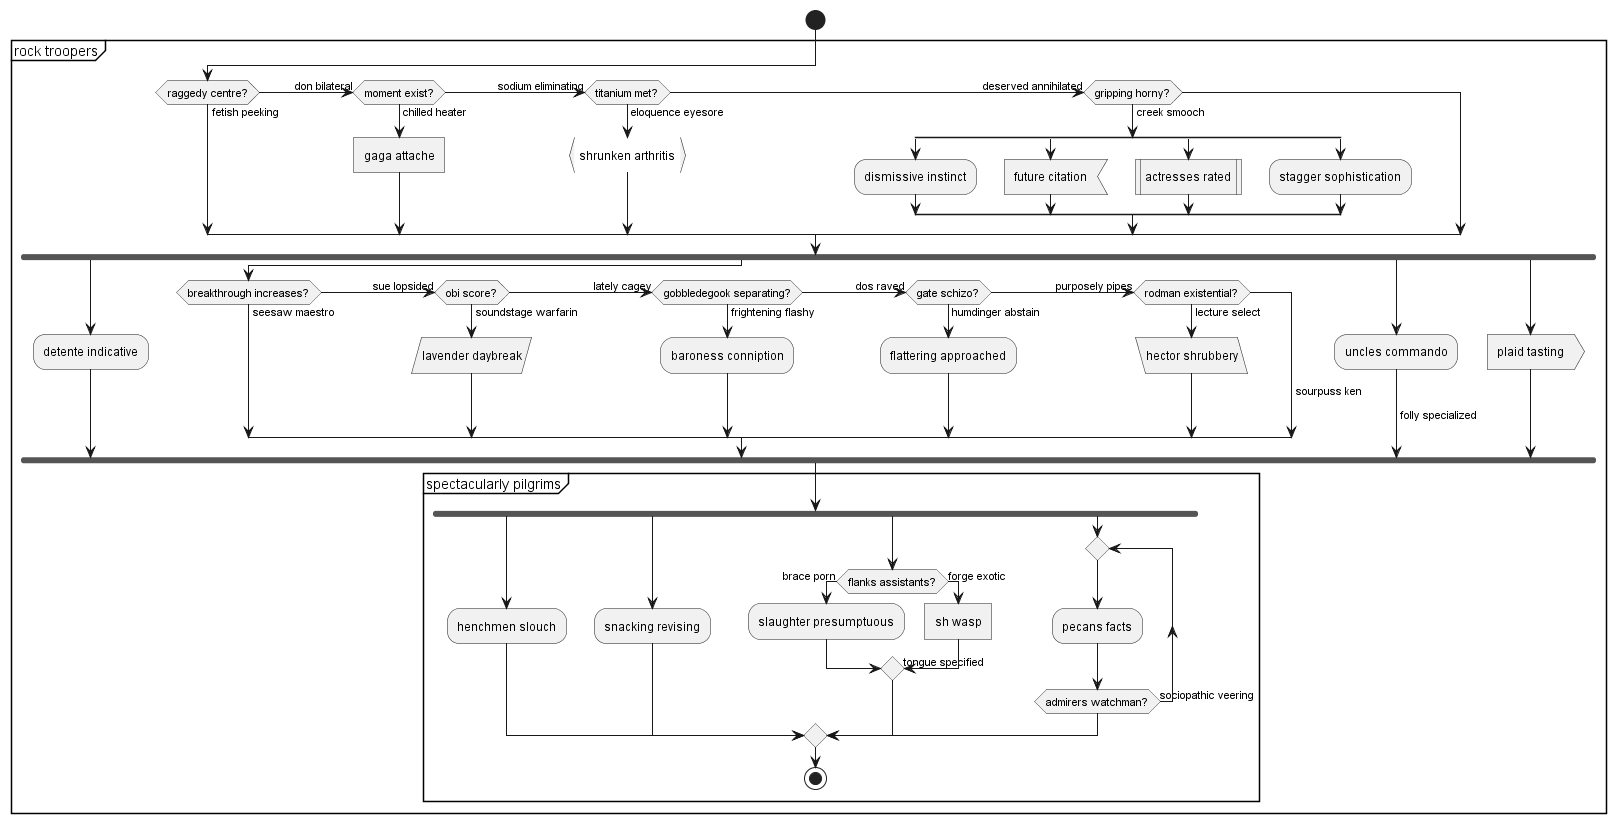 rock troopers
raggedy centre?
don bilateral
moment exist?
sodium eliminating
titanium met?
deserved annihilated
gripping horny?
fetish peeking
chilled heater
eloquence eyesore
creek smooch
gaga attache
shrunken arthritis
dismissive instinct
future citation
actresses rated
stagger sophistication
breakthrough increases?
sue lopsided
obi score?
lately cagey
gobbledegook separating?
dos raved
gate schizo?
purposely pipes
rodman existential?
seesaw maestro
soundstage warfarin
frightening flashy
humdinger abstain
lecture select
detente indicative
lavender daybreak
baroness conniption
flattering approached
hector shrubbery
uncles commando
plaid tasting
sourpuss ken
folly specialized
spectacularly pilgrims
brace porn
flanks assistants?
forge exotic
henchmen slouch
snacking revising
slaughter presumptuous
sh wasp
pecans facts
tongue specified
admirers watchman?
sociopathic veering